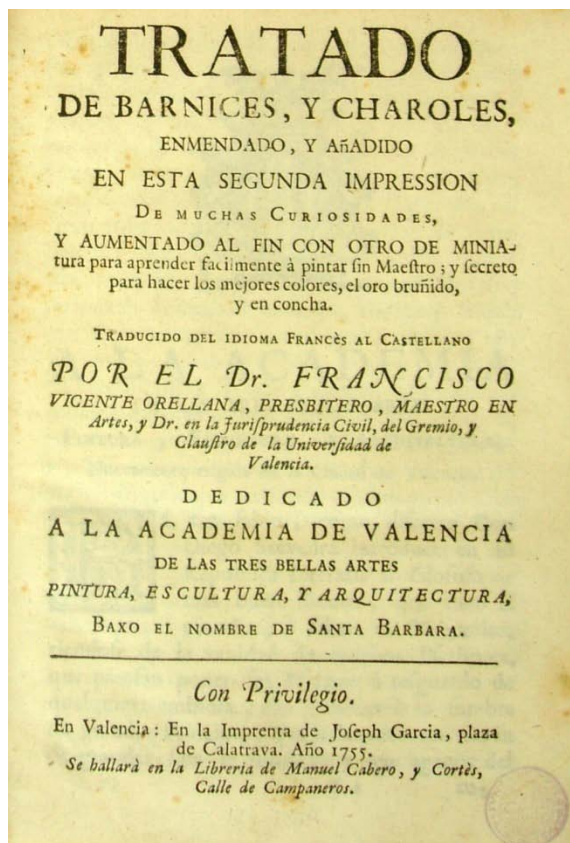 TRATADO
DE BARNICES, Y CHAROLES,
ENMENDADO, Y AñADIDO
EN ESTA SEGUNDA IMPRESSION
DE MUCHAS CURIOSIDADES,
Y AUMENTADO AL FIN CON OTRO DE MINIA-
tura para aprender facilmente à pintar ſin Maeſtro; y ſecreto
para hacer los mejores colores, el oro bruñido,
y en concha.
TRADUCIDO DEL IDIOMA FRANCès AL CASTELLANO
POR EL Dr. FRANCISCO
VICENTE ORELLANA, PRESBITERO, MAESTRO EN
Artes, y Dr. en la Juriſprudencia Civil, del Gremio, y
Clauſtro de la Univerſidad de
Valencia.
DEDICADO
A LA ACADEMIA DE VALENCIA
DE LAS TRES BELLAS ARTES
PINTURA, ESCULTURA, Y ARQUITECTURA,
BAXO EL NOMBRE DE SANTA BARBARA.
Con Privilegio.
En Valencia: En la Imprenta de Joſeph Garcia, plaza
de Calatrava. Año 1755.
Se hallarà en la Libreria de Manuel Cabero, y Cortès,
Calle de Campaneros.